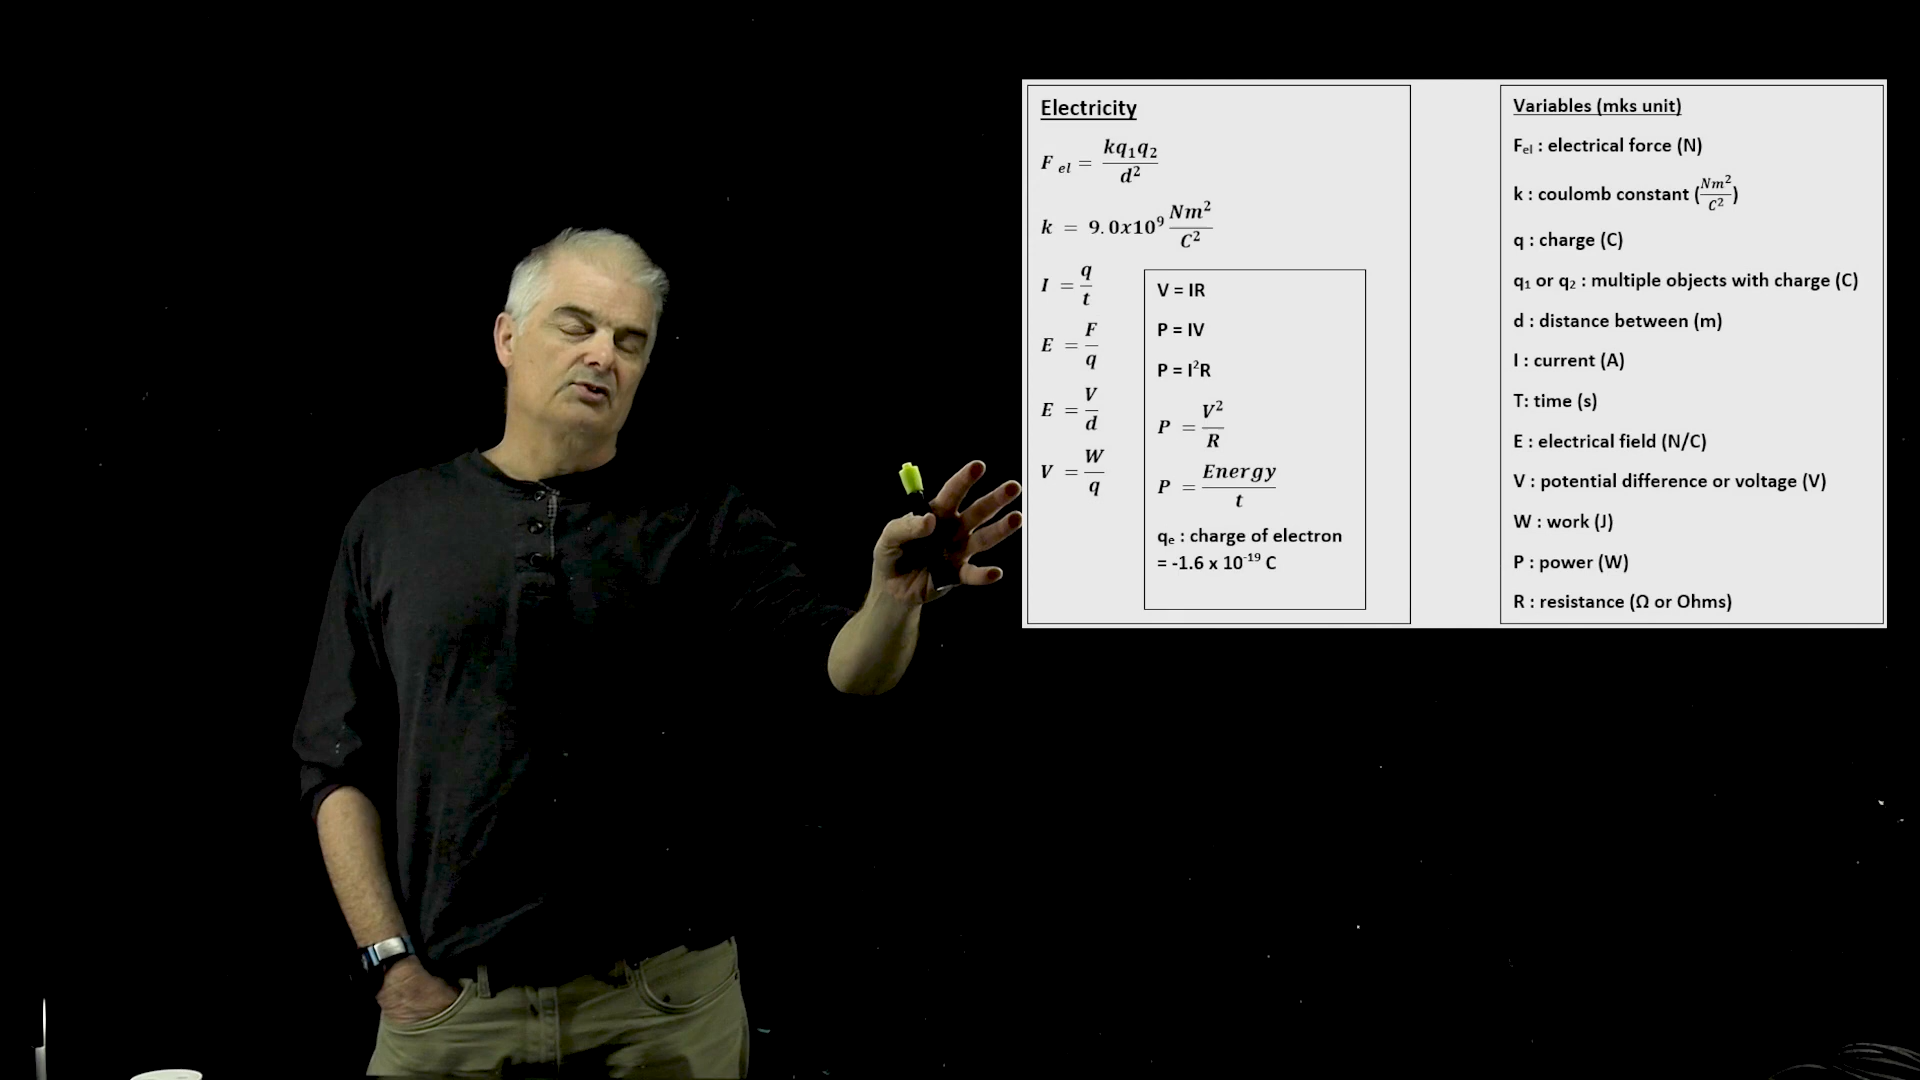 Electricity
F el = kq₁q₂/d²
k = 9.0x10⁹ Nm²/C²
I = q/t
E = F/q
E = V/d
V = W/q
V = IR
P = IV
P = I²R
P = V²/R
P = Energy/t
qₑ : charge of electron
= -1.6 x 10⁻¹⁹ C
Variables (mks unit)
Fₑₗ : electrical force (N)
k : coulomb constant (Nm²/C²)
q : charge (C)
q₁ or q₂ : multiple objects with charge (C)
d : distance between (m)
I : current (A)
T: time (s)
E : electrical field (N/C)
V : potential difference or voltage (V)
W : work (J)
P : power (W)
R : resistance (Ω or Ohms)